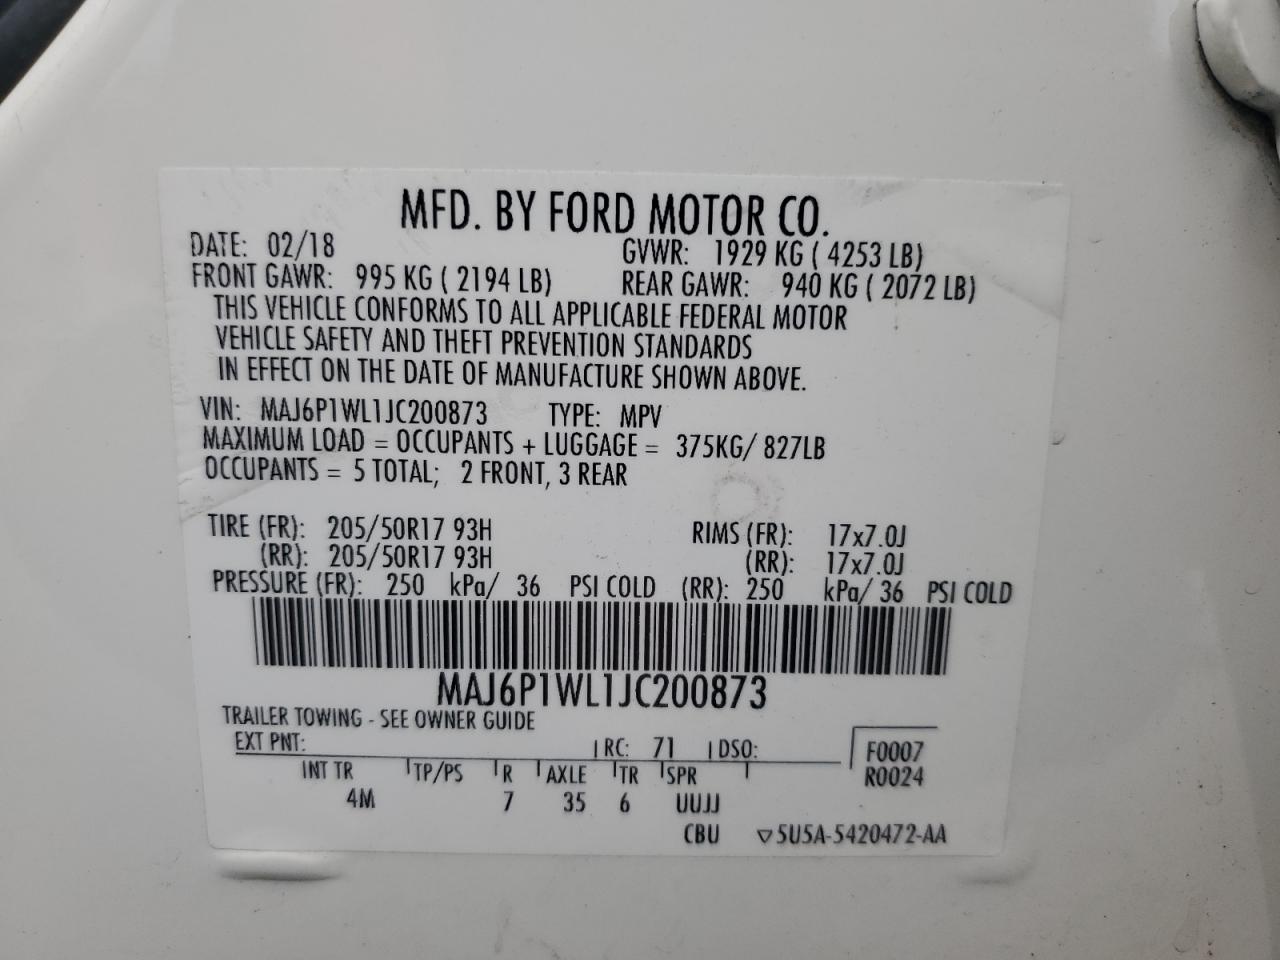 MFD. BY FORD MOTOR CO.
DATE: 02/18 GVWR: 1929 KG ( 4253 LB)
FRONT GAWR: 995 KG ( 2194 LB) REAR GAWR: 940 KG ( 2072 LB)
THIS VEHICLE CONFORMS TO ALL APPLICABLE FEDERAL MOTOR
VEHICLE SAFETY AND THEFT PREVENTION STANDARDS
IN EFFECT ON THE DATE OF MANUFACTURE SHOWN ABOVE.
VIN: MAJ6P1WL1JC200873 TYPE: MPV
MAXIMUM LOAD = OCCUPANTS + LUGGAGE = 375KG/ 827LB
OCCUPANTS = 5 TOTAL; 2 FRONT, 3 REAR
TIRE (FR): 205/50R17 93H RIMS (FR): 17x7.0J
(RR): 205/50R17 93H (RR): 17x7.0J
PRESSURE (FR): 250 kPa/ 36 PSI COLD (RR): 250 kPa/ 36 PSI COLD
MAJ6P1WL1JC200873
TRAILER TOWING - SEE OWNER GUIDE
EXT PNT: RC: 71 DSO: F0007
INT TR TP/PS R AXLE TR SPR R0024
4M 7 35 6 UUJJ
CBU ▽5U5A-5420472-AA